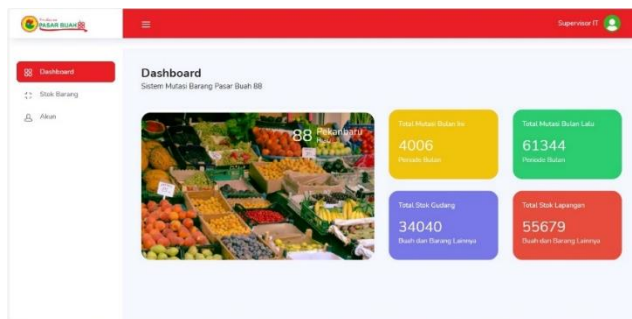 PASAR BUAH 88
Supervisor IT
Dashboard
Stok Barang
Akun
Dashboard
Sistem Mutasi Barang Pasar Buah 88
88 Pekanbaru
Riau
Total Mutasi Bulan Ini
4006
Periode Bulan
Total Mutasi Bulan Lalu
61344
Periode Bulan
Total Stok Gudang
34040
Buah dan Barang Lainnya
Total Stok Lapangan
55679
Buah dan Barang Lainnya